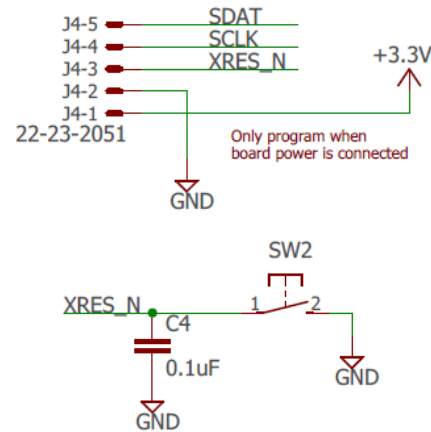 J4-5 SDAT
J4-4 SCLK
J4-3 XRES_N
+3.3V
J4-2
J4-1
22-23-2051
Only program when
board power is connected
GND
SW2
XRES_N 1 2
C4
0.1uF
GND
GND